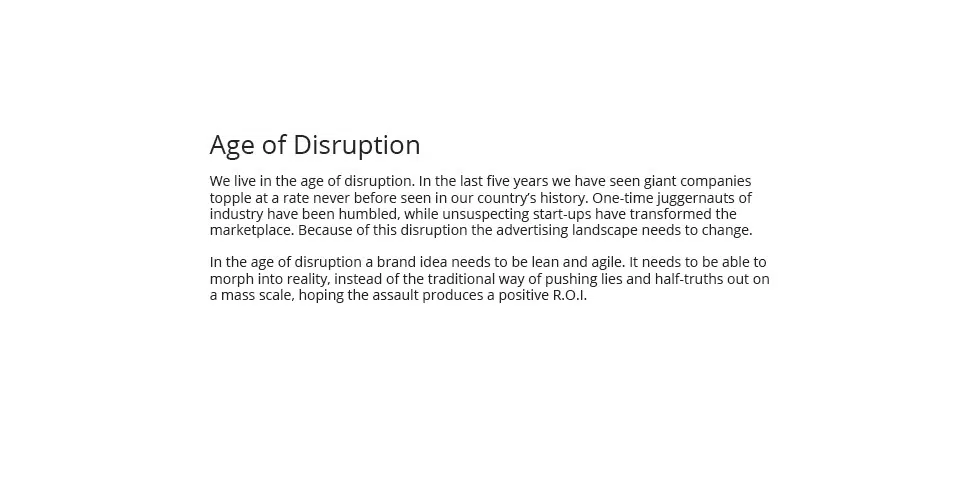 Age of Disruption
We live in the age of disruption. In the last five years we have seen giant companies
topple at a rate never before seen in our country’s history. One-time juggernauts of
industry have been humbled, while unsuspecting start-ups have transformed the
marketplace. Because of this disruption the advertising landscape needs to change.
In the age of disruption a brand idea needs to be lean and agile. It needs to be able to
morph into reality, instead of the traditional way of pushing lies and half-truths out on
a mass scale, hoping the assault produces a positive R.O.I.